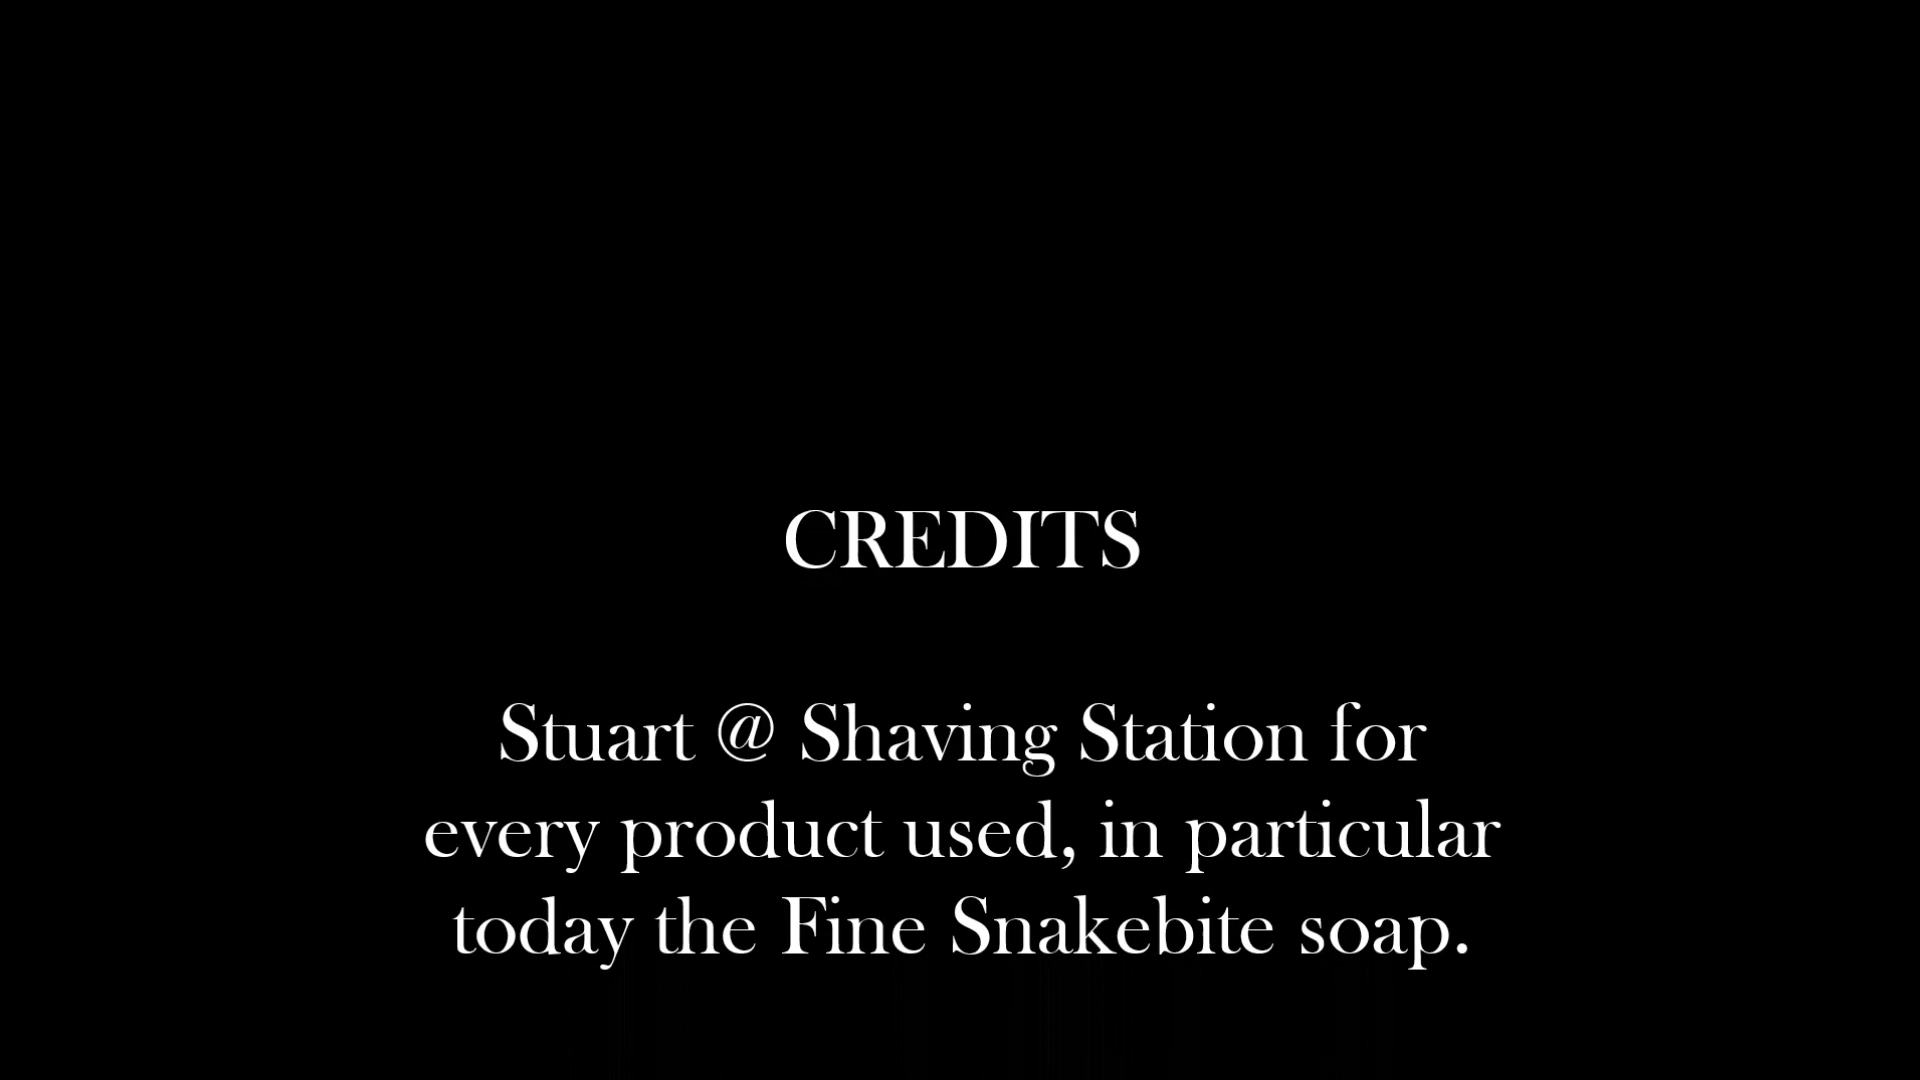 CREDITS
Stuart @ Shaving Station for
every product used, in particular
today the Fine Snakebite soap.